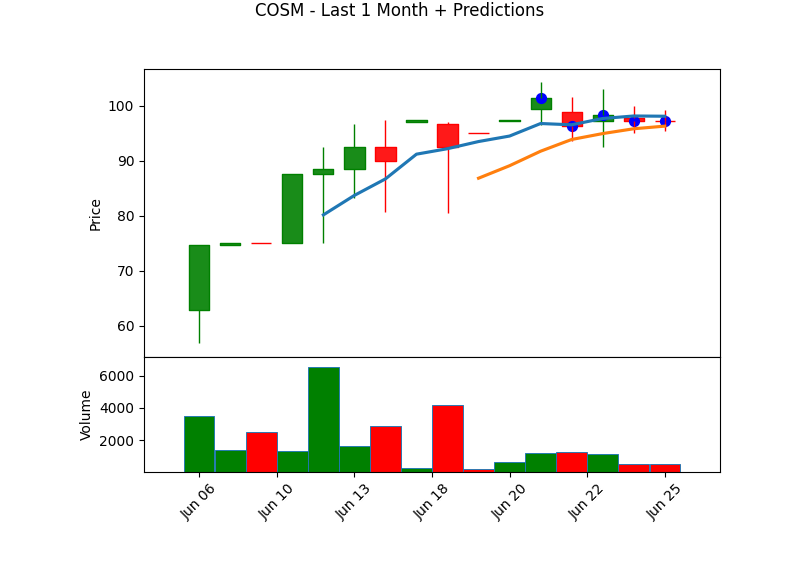 COSM - Last 1 Month + Predictions
Price
100
90
80
70
60
Volume
6000
4000
2000
Jun 06
Jun 10
Jun 13
Jun 18
Jun 20
Jun 22
Jun 25